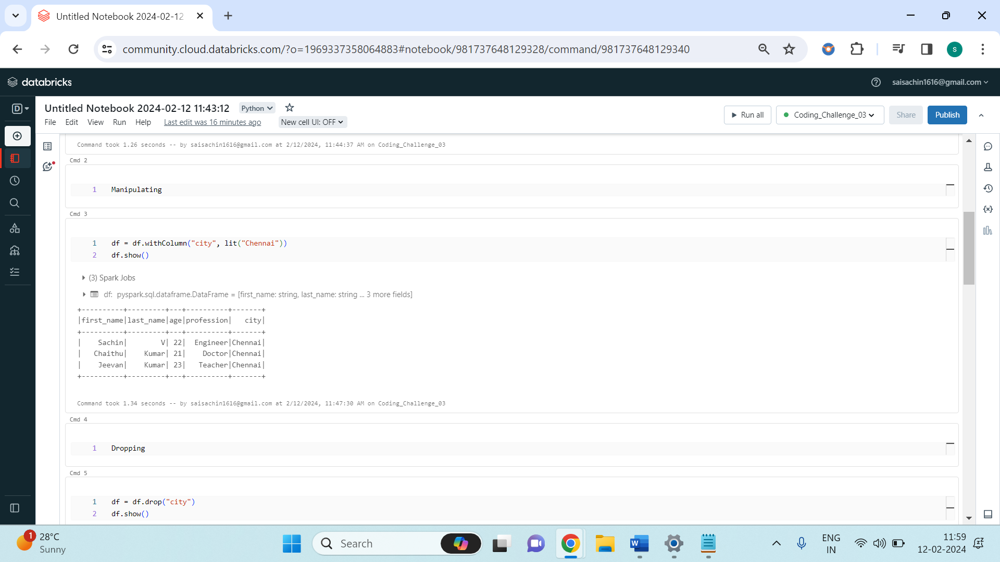 Untitled Notebook 2024-02-12
community.cloud.databricks.com/?o=1969337358064883#notebook/981737648129328/command/981737648129340
s
databricks
saisachin1616@gmail.com
D
Untitled Notebook 2024-02-12 11:43:12 Python
Run all
Coding_Challenge_03
Share
Publish
File Edit View Run Help Last edit was 16 minutes ago New cell UI: OFF
Command took 1.26 seconds -- by saisachin1616@gmail.com at 2/12/2024, 11:44:37 AM on Coding_Challenge_03
Cmd 2
1 Manipulating
Cmd 3
1 df = df.withColumn("city", lit("Chennai"))
2 df.show()
(3) Spark Jobs
df: pyspark.sql.dataframe.DataFrame = [first_name: string, last_name: string ... 3 more fields]
+----------+---------+---+----------+-------+
|first_name|last_name|age|profession|   city|
+----------+---------+---+----------+-------+
|    Sachin|        V| 22|  Engineer|Chennai|
|   Chaithu|    Kumar| 21|    Doctor|Chennai|
|    Jeevan|    Kumar| 23|   Teacher|Chennai|
+----------+---------+---+----------+-------+
Command took 1.34 seconds -- by saisachin1616@gmail.com at 2/12/2024, 11:47:30 AM on Coding_Challenge_03
Cmd 4
1 Dropping
Cmd 5
1 df = df.drop("city")
2 df.show()
1
28°C
Sunny
Search
W
ENG
IN
11:59
12-02-2024